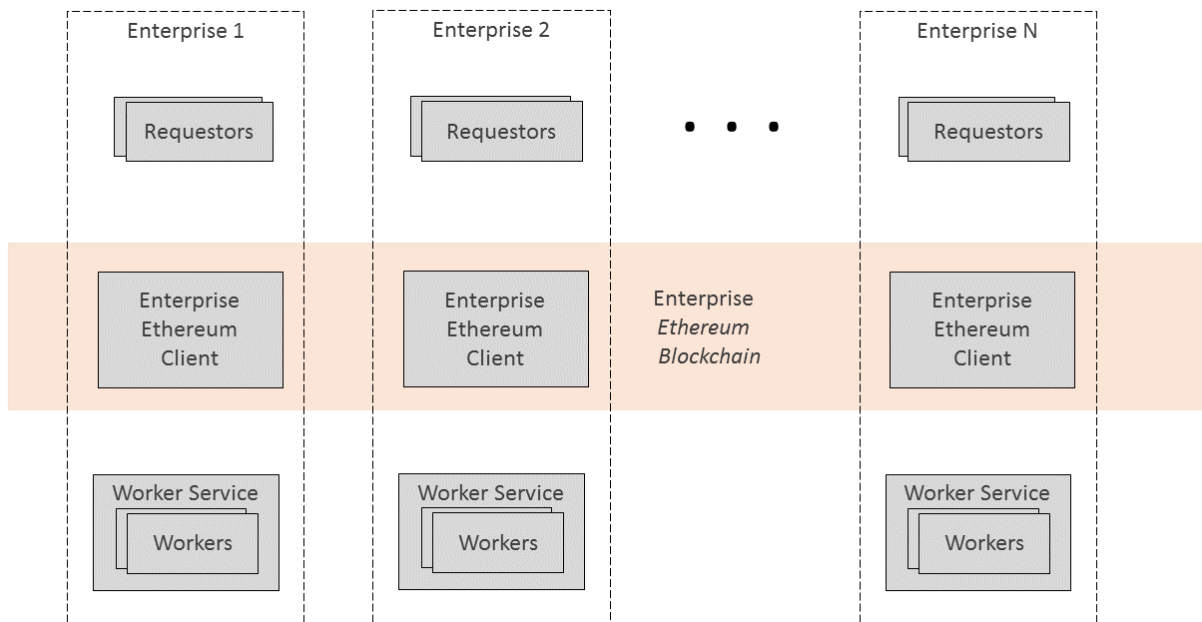 Enterprise 1
Enterprise 2
Enterprise N
Requestors
Requestors
• • •
Requestors
Enterprise
Ethereum
Client
Enterprise
Ethereum
Client
Enterprise
Ethereum
Blockchain
Enterprise
Ethereum
Client
Worker Service
Workers
Worker Service
Workers
Worker Service
Workers